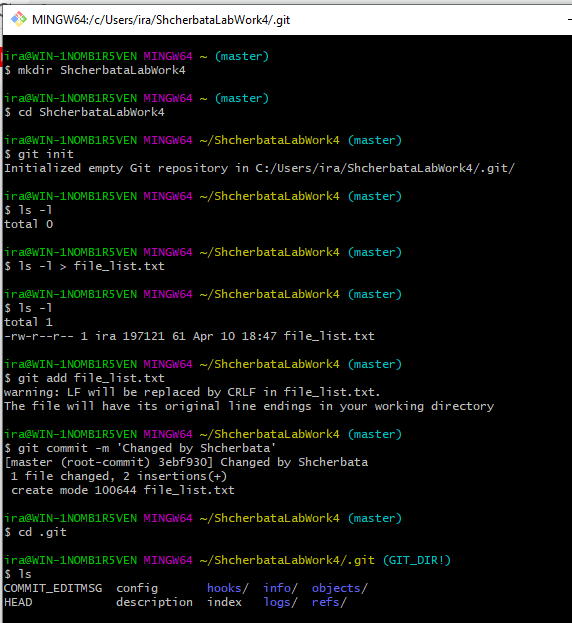 MINGW64:/c/Users/ira/ShcherbataLabWork4/.git
ira@WIN-1NOMB1R5VEN MINGW64 ~ (master)
$ mkdir ShcherbataLabWork4
ira@WIN-1NOMB1R5VEN MINGW64 ~ (master)
$ cd ShcherbataLabWork4
ira@WIN-1NOMB1R5VEN MINGW64 ~/ShcherbataLabWork4 (master)
$ git init
Initialized empty Git repository in C:/Users/ira/ShcherbataLabWork4/.git/
ira@WIN-1NOMB1R5VEN MINGW64 ~/ShcherbataLabWork4 (master)
$ ls -l
total 0
ira@WIN-1NOMB1R5VEN MINGW64 ~/ShcherbataLabWork4 (master)
$ ls -l > file_list.txt
ira@WIN-1NOMB1R5VEN MINGW64 ~/ShcherbataLabWork4 (master)
$ ls -l
total 1
-rw-r--r-- 1 ira 197121 61 Apr 10 18:47 file_list.txt
ira@WIN-1NOMB1R5VEN MINGW64 ~/ShcherbataLabWork4 (master)
$ git add file_list.txt
warning: LF will be replaced by CRLF in file_list.txt.
The file will have its original line endings in your working directory
ira@WIN-1NOMB1R5VEN MINGW64 ~/ShcherbataLabWork4 (master)
$ git commit -m 'Changed by Shcherbata'
[master (root-commit) 3ebf930] Changed by Shcherbata
1 file changed, 2 insertions(+)
create mode 100644 file_list.txt
ira@WIN-1NOMB1R5VEN MINGW64 ~/ShcherbataLabWork4 (master)
$ cd .git
ira@WIN-1NOMB1R5VEN MINGW64 ~/ShcherbataLabWork4/.git (GIT_DIR!)
$ ls
COMMIT_EDITMSG config hooks/ info/ objects/
HEAD description index logs/ refs/